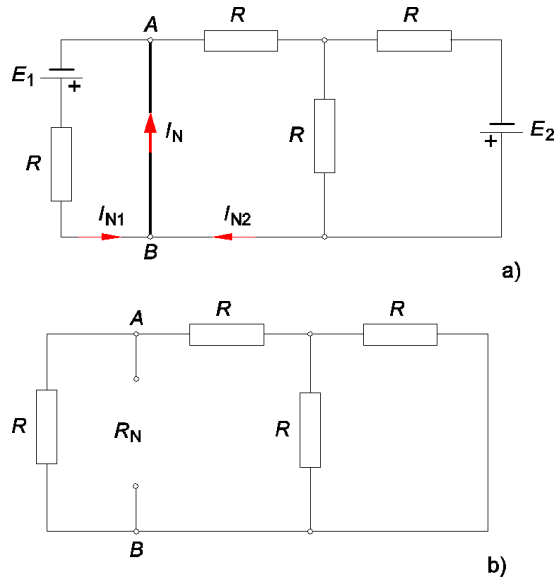 A R R
E1 + IN R + E2
R
IN1 IN2
B
a)
A R R
R RN R
B
b)